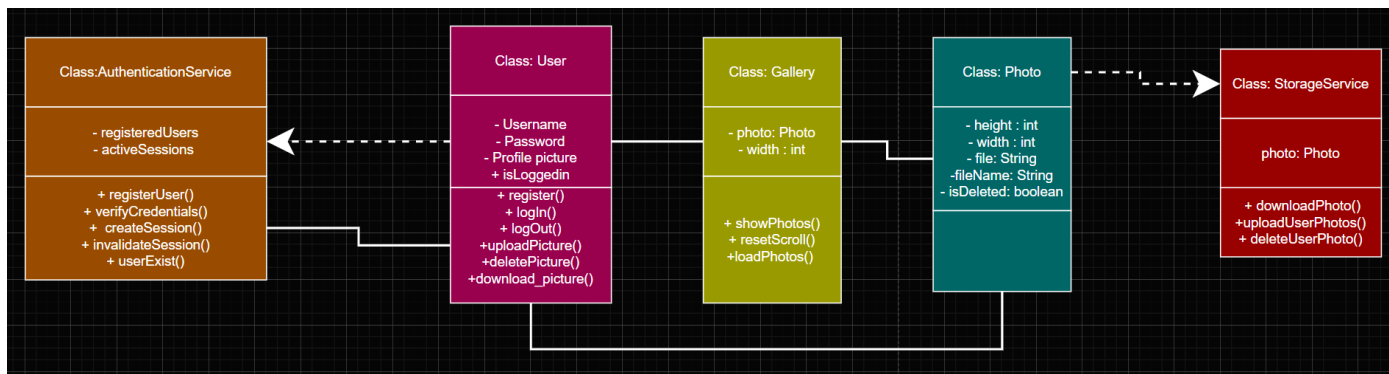 Class:AuthenticationService
- registeredUsers
- activeSessions
+ registerUser()
+ verifyCredentials()
+ createSession()
+ invalidateSession()
+ userExist()
Class: User
- Username
- Password
- Profile picture
+ isLoggedin
+ register()
+ logIn()
+ logOut()
+uploadPicture()
+deletePicture()
+download_picture()
Class: Gallery
- photo: Photo
- width : int
+ showPhotos()
+ resetScroll()
+loadPhotos()
Class: Photo
- height : int
- width : int
- file: String
-fileName: String
- isDeleted: boolean
Class: StorageService
photo: Photo
+ downloadPhoto()
+uploadUserPhotos()
+ deleteUserPhoto()